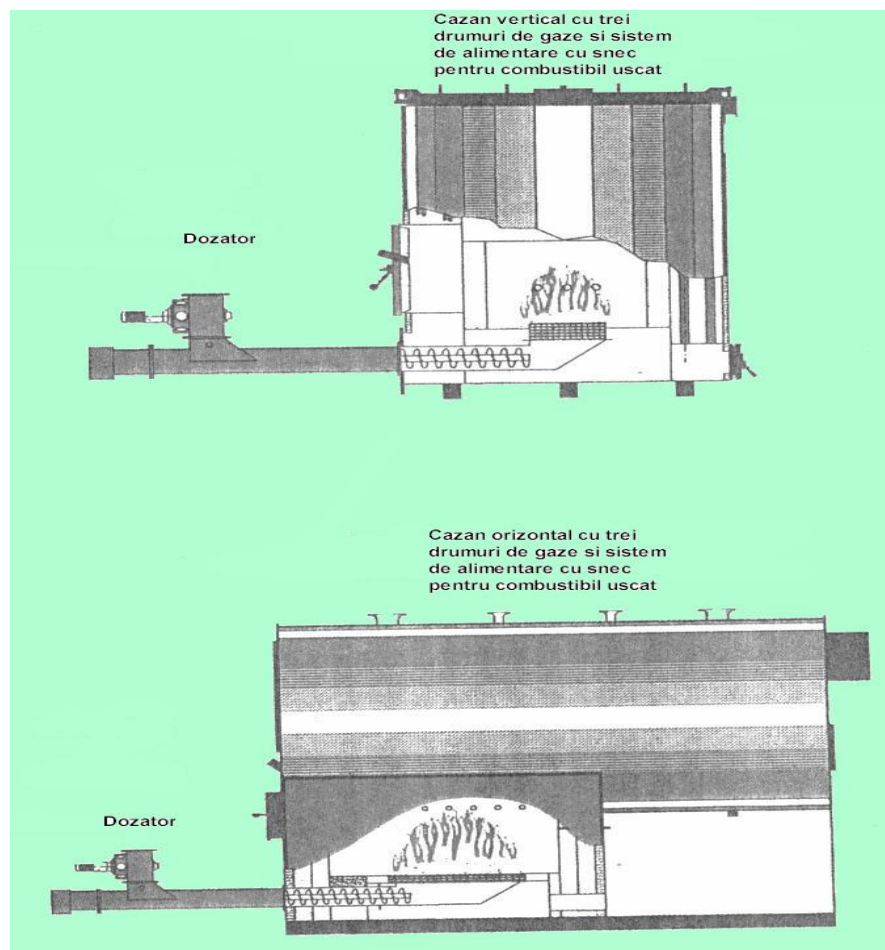 Cazan vertical cu trei
drumuri de gaze si sistem
de alimentare cu snec
pentru combustibil uscat
Dozator
Cazan orizontal cu trei
drumuri de gaze si sistem
de alimentare cu snec
pentru combustibil uscat
Dozator